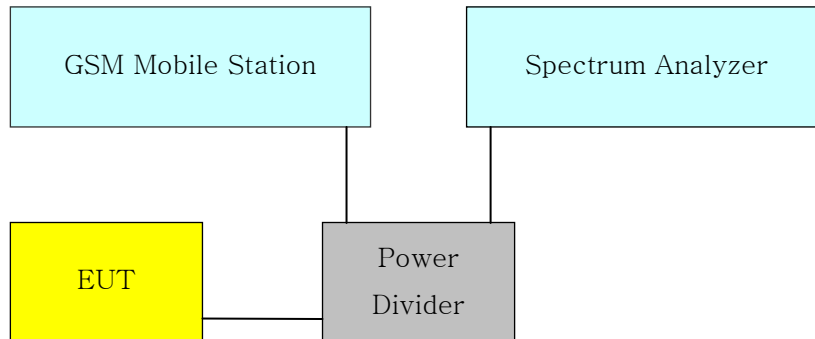 GSM Mobile Station
Spectrum Analyzer
EUT
Power
Divider